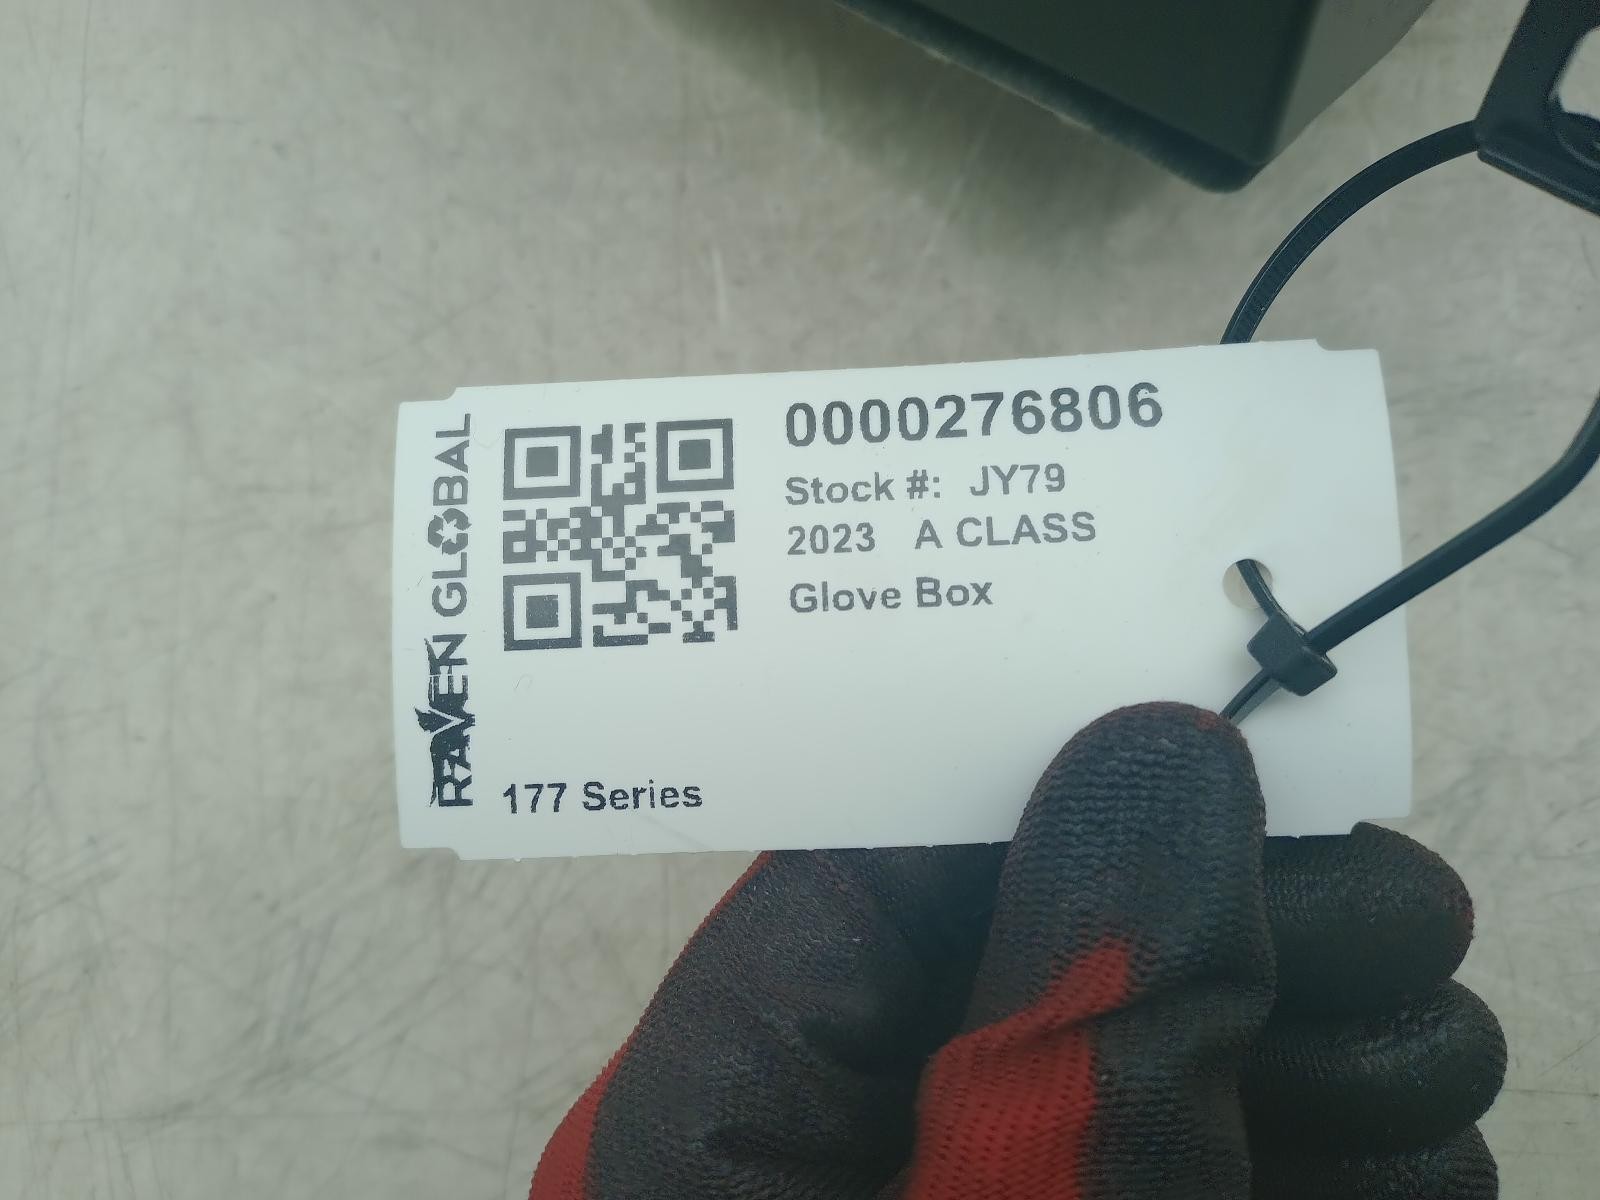 RAVEN GLOBAL
0000276806
Stock #: JY79
2023 A CLASS
Glove Box
177 Series